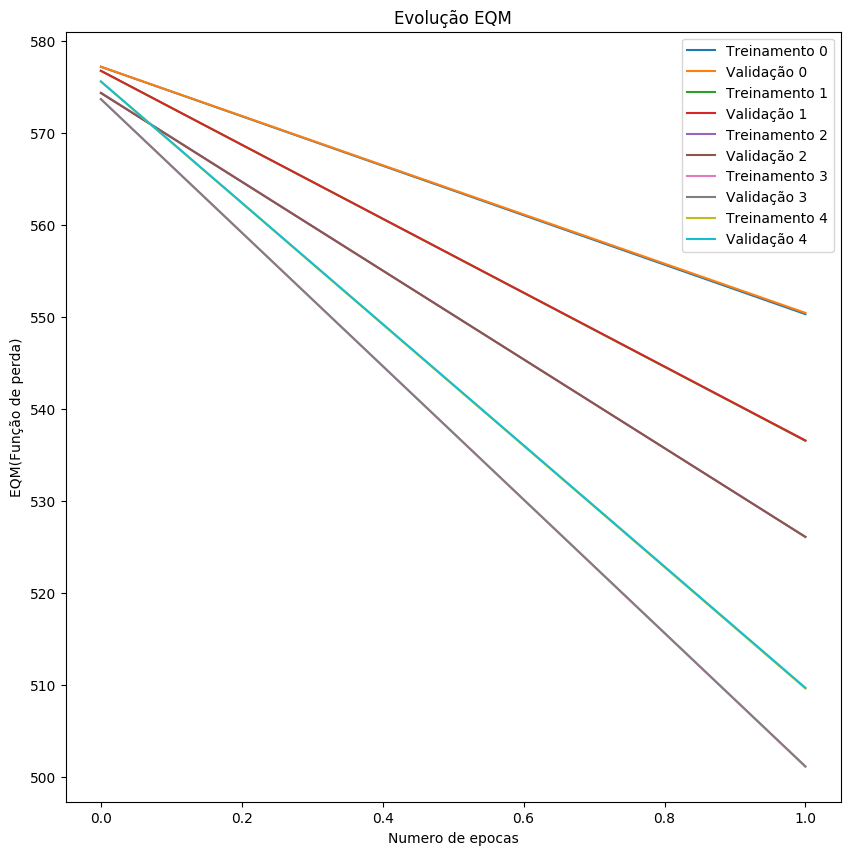 Evolução EQM
580
570
560
550
540
530
520
510
500
EQM(Função de perda)
0.0
0.2
0.4
0.6
0.8
1.0
Numero de epocas
Treinamento 0
Validação 0
Treinamento 1
Validação 1
Treinamento 2
Validação 2
Treinamento 3
Validação 3
Treinamento 4
Validação 4